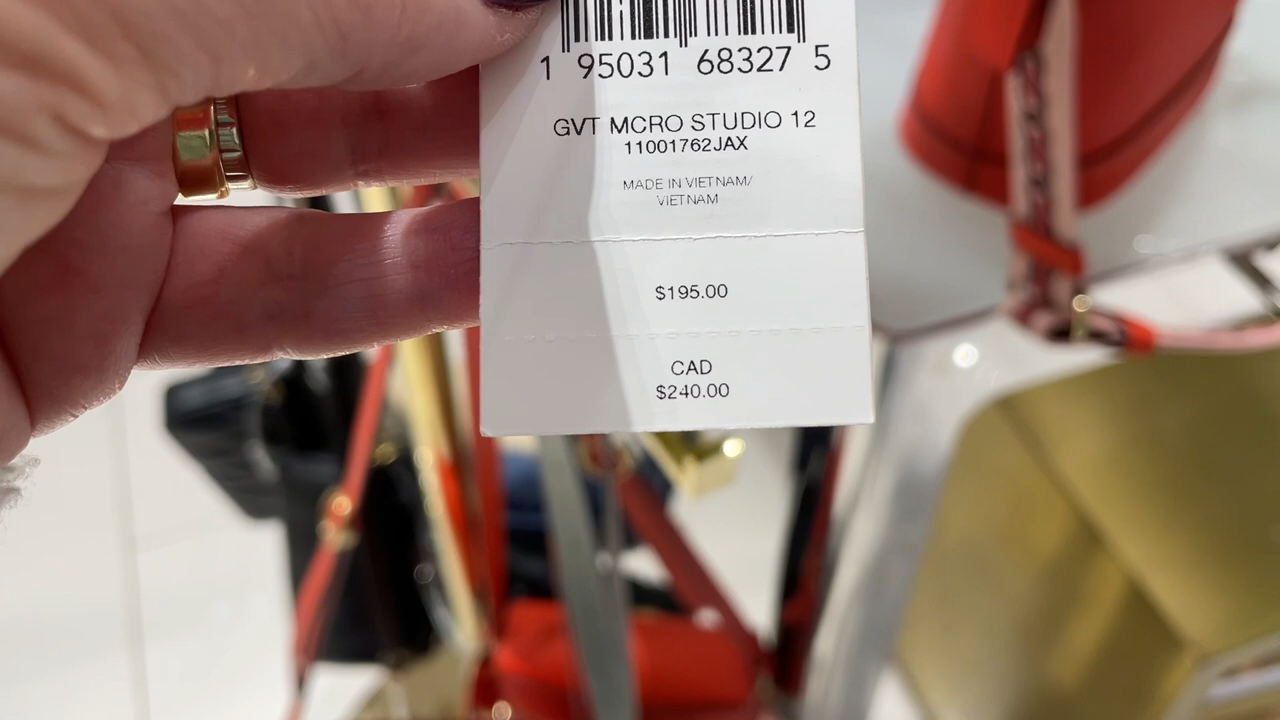 1 95031 68327 5
GVT MCRO STUDIO 12
11001762JAX
MADE IN VIETNAM/
VIETNAM
$195.00
CAD
$240.00